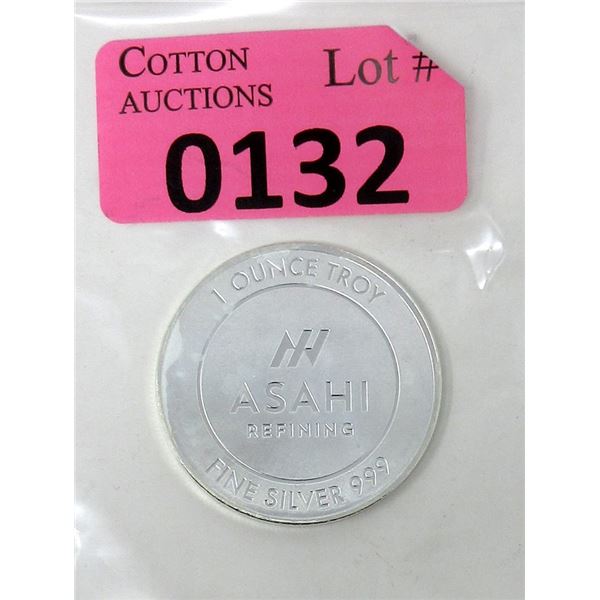 COTTON
AUCTIONS
Lot #
0132
1 OUNCE TROY
ASAHI
REFINING
FINE SILVER 999